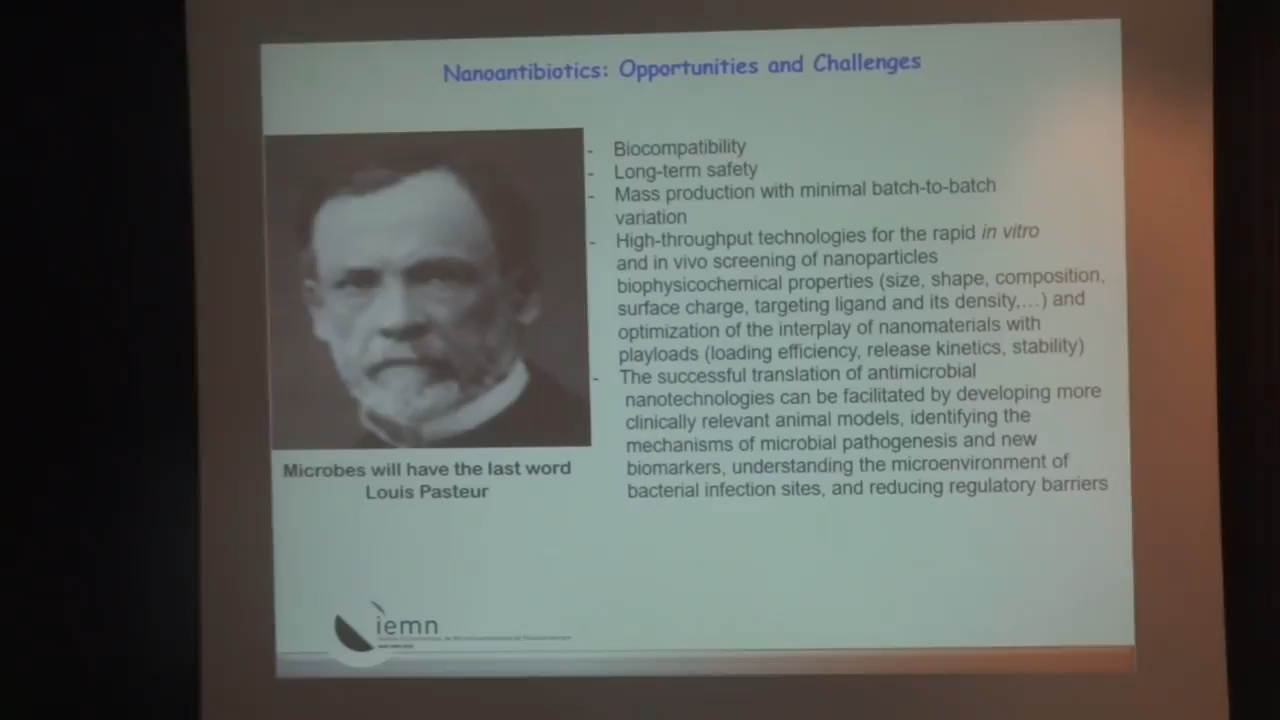 Nanoantibiotics: Opportunities and Challenges
- Biocompatibility
- Long-term safety
- Mass production with minimal batch-to-batch
variation
- High-throughput technologies for the rapid in vitro
and in vivo screening of nanoparticles
biophysicochemical properties (size, shape, composition,
surface charge, targeting ligand and its density,...) and
optimization of the interplay of nanomaterials with
playloads (loading efficiency, release kinetics, stability)
- The successful translation of antimicrobial
nanotechnologies can be facilitated by developing more
clinically relevant animal models, identifying the
mechanisms of microbial pathogenesis and new
biomarkers, understanding the microenvironment of
bacterial infection sites, and reducing regulatory barriers
Microbes will have the last word
Louis Pasteur
iemn